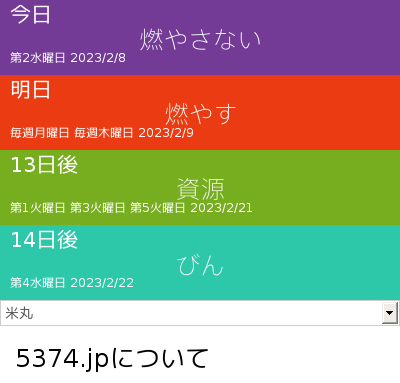 今日
燃やさない
第2水曜日 2023/2/8
明日
燃やす
毎週月曜日 毎週木曜日 2023/2/9
13日後
資源
第1火曜日 第3火曜日 第5火曜日 2023/2/21
14日後
びん
第4水曜日 2023/2/22
米丸
5374.jpについて